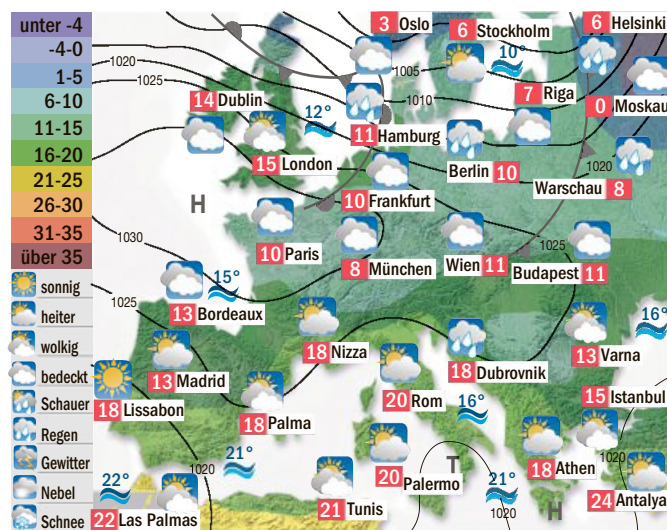 unter -4
-4-0
1-5
6-10
11-15
16-20
21-25
26-30
31-35
über 35
sonnig
heiter
wolkig
bedeckt
Schauer
Regen
Gewitter
Nebel
Schnee
3 Oslo
6 Stockholm
6 Helsinki
10°
1020
1025
1005
1010
14 Dublin
12°
7 Riga
0 Moskau
11 Hamburg
15 London
Berlin 10
1020
Warschau 8
10 Frankfurt
H
1030
10 Paris
8 München
Wien 11
1025
Budapest 11
15°
1025
13 Bordeaux
16°
18 Nizza
13 Varna
13 Madrid
18 Dubrovnik
18 Lissabon
18 Palma
20 Rom
15 Istanbul
16°
1020
21°
20 Palermo
T
18 Athen
22°
21 Tunis
21°
1020
H
24 Antalya
22 Las Palmas